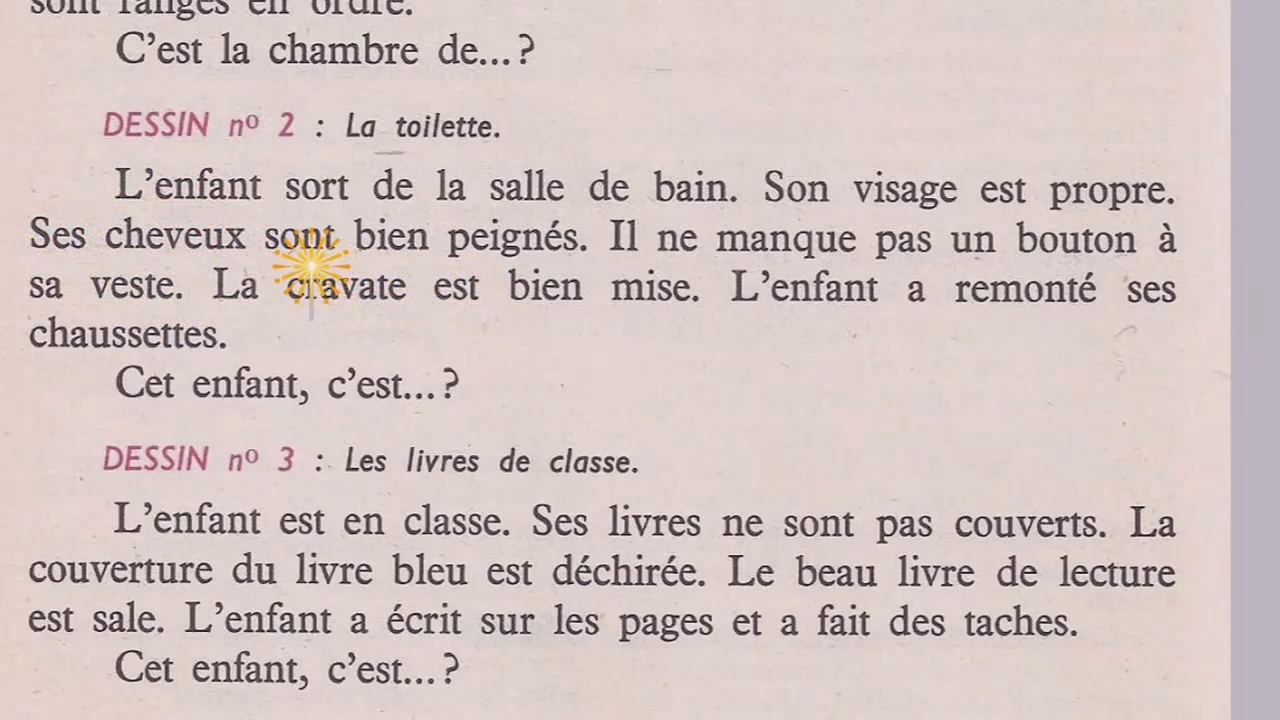 sont rangés en ordre.
C'est la chambre de...?
DESSIN nº 2 : La toilette.
L'enfant sort de la salle de bain. Son visage est propre.
Ses cheveux sont bien peignés. Il ne manque pas un bouton à
sa veste. La cravate est bien mise. L'enfant a remonté ses
chaussettes.
Cet enfant, c'est...?
DESSIN nº 3 : Les livres de classe.
L'enfant est en classe. Ses livres ne sont pas couverts. La
couverture du livre bleu est déchirée. Le beau livre de lecture
est sale. L'enfant a écrit sur les pages et a fait des taches.
Cet enfant, c'est...?